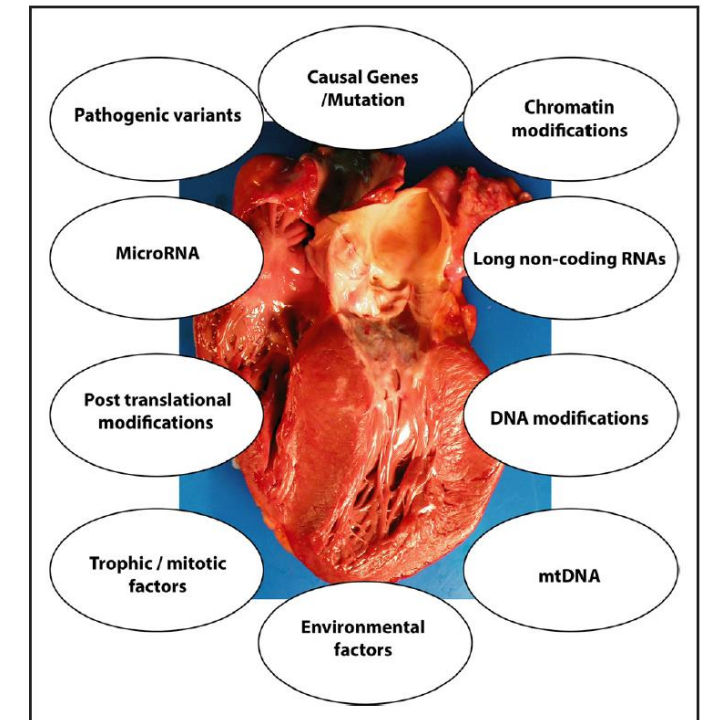 Causal Genes
/Mutation
Pathogenic variants
Chromatin
modifications
MicroRNA
Long non-coding RNAs
Post translational
modifications
DNA modifications
Trophic / mitotic
factors
mtDNA
Environmental
factors